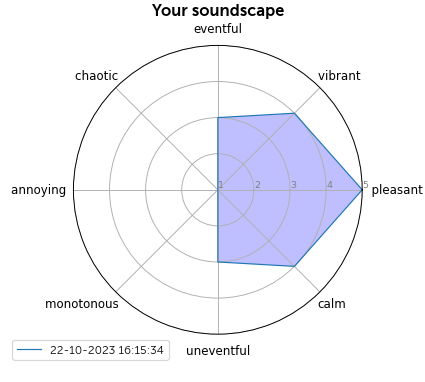 Your soundscape
eventful
chaotic
vibrant
annoying
1 2 3 4 5
pleasant
monotonous
calm
uneventful
22-10-2023 16:15:34